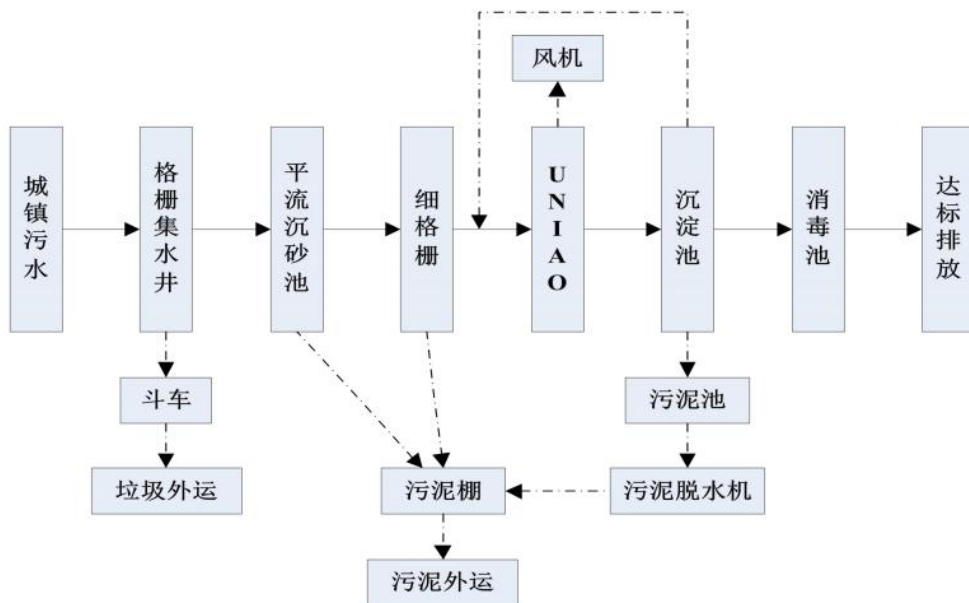 风机
城镇污水
格栅集水井
平流沉砂池
细格栅
UNIAO
沉淀池
消毒池
达标排放
斗车
污泥池
垃圾外运
污泥棚
污泥脱水机
污泥外运